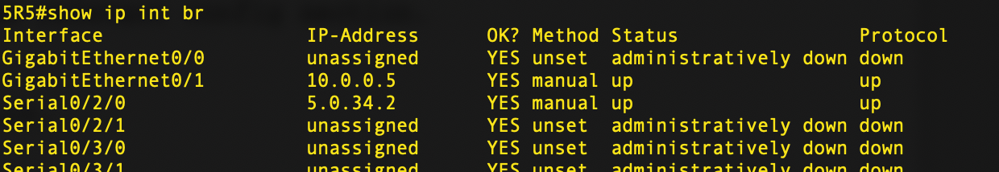 5R5#show ip int br
Interface IP-Address OK? Method Status Protocol
GigabitEthernet0/0 unassigned YES unset administratively down down
GigabitEthernet0/1 10.0.0.5 YES manual up up
Serial0/2/0 5.0.34.2 YES manual up up
Serial0/2/1 unassigned YES unset administratively down down
Serial0/3/0 unassigned YES unset administratively down down
Serial0/3/1 unassigned YES unset administratively down down